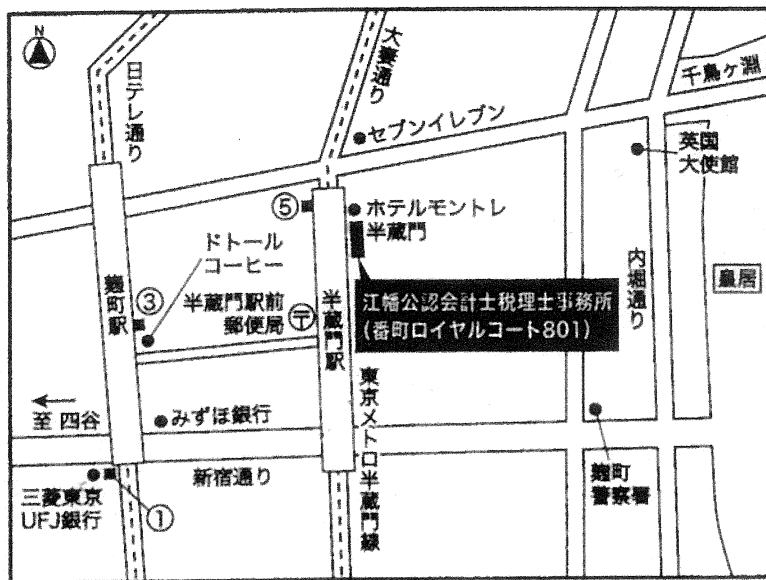 N
日テレ通り
大妻通り
千鳥ヶ淵
セブンイレブン
英国
大使館
⑤
ホテルモントレ
半蔵門
ドトール
コーヒー
麹町駅
③
半蔵門駅前
郵便局
〒
半蔵門駅
江幡公認会計士税理士事務所
(番町ロイヤルコート801)
内堀通り
皇居
至 四谷
みずほ銀行
東京メトロ半蔵門線
新宿通り
麹町
警察署
三菱東京
UFJ銀行
①